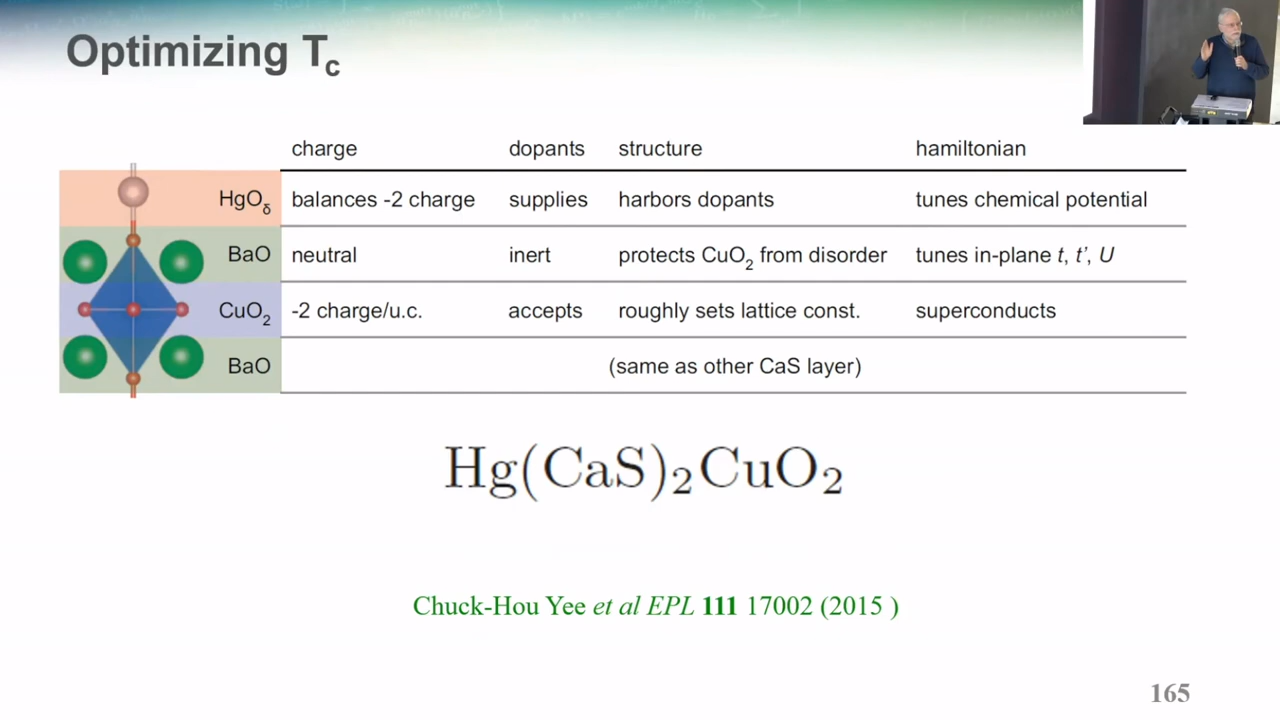 Optimizing T_c
charge dopants structure hamiltonian
HgO_δ balances -2 charge supplies harbors dopants tunes chemical potential
BaO neutral inert protects CuO₂ from disorder tunes in-plane t, t’, U
CuO₂ -2 charge/u.c. accepts roughly sets lattice const. superconducts
BaO (same as other CaS layer)
Hg(CaS)₂CuO₂
Chuck-Hou Yee et al EPL 111 17002 (2015 )
165